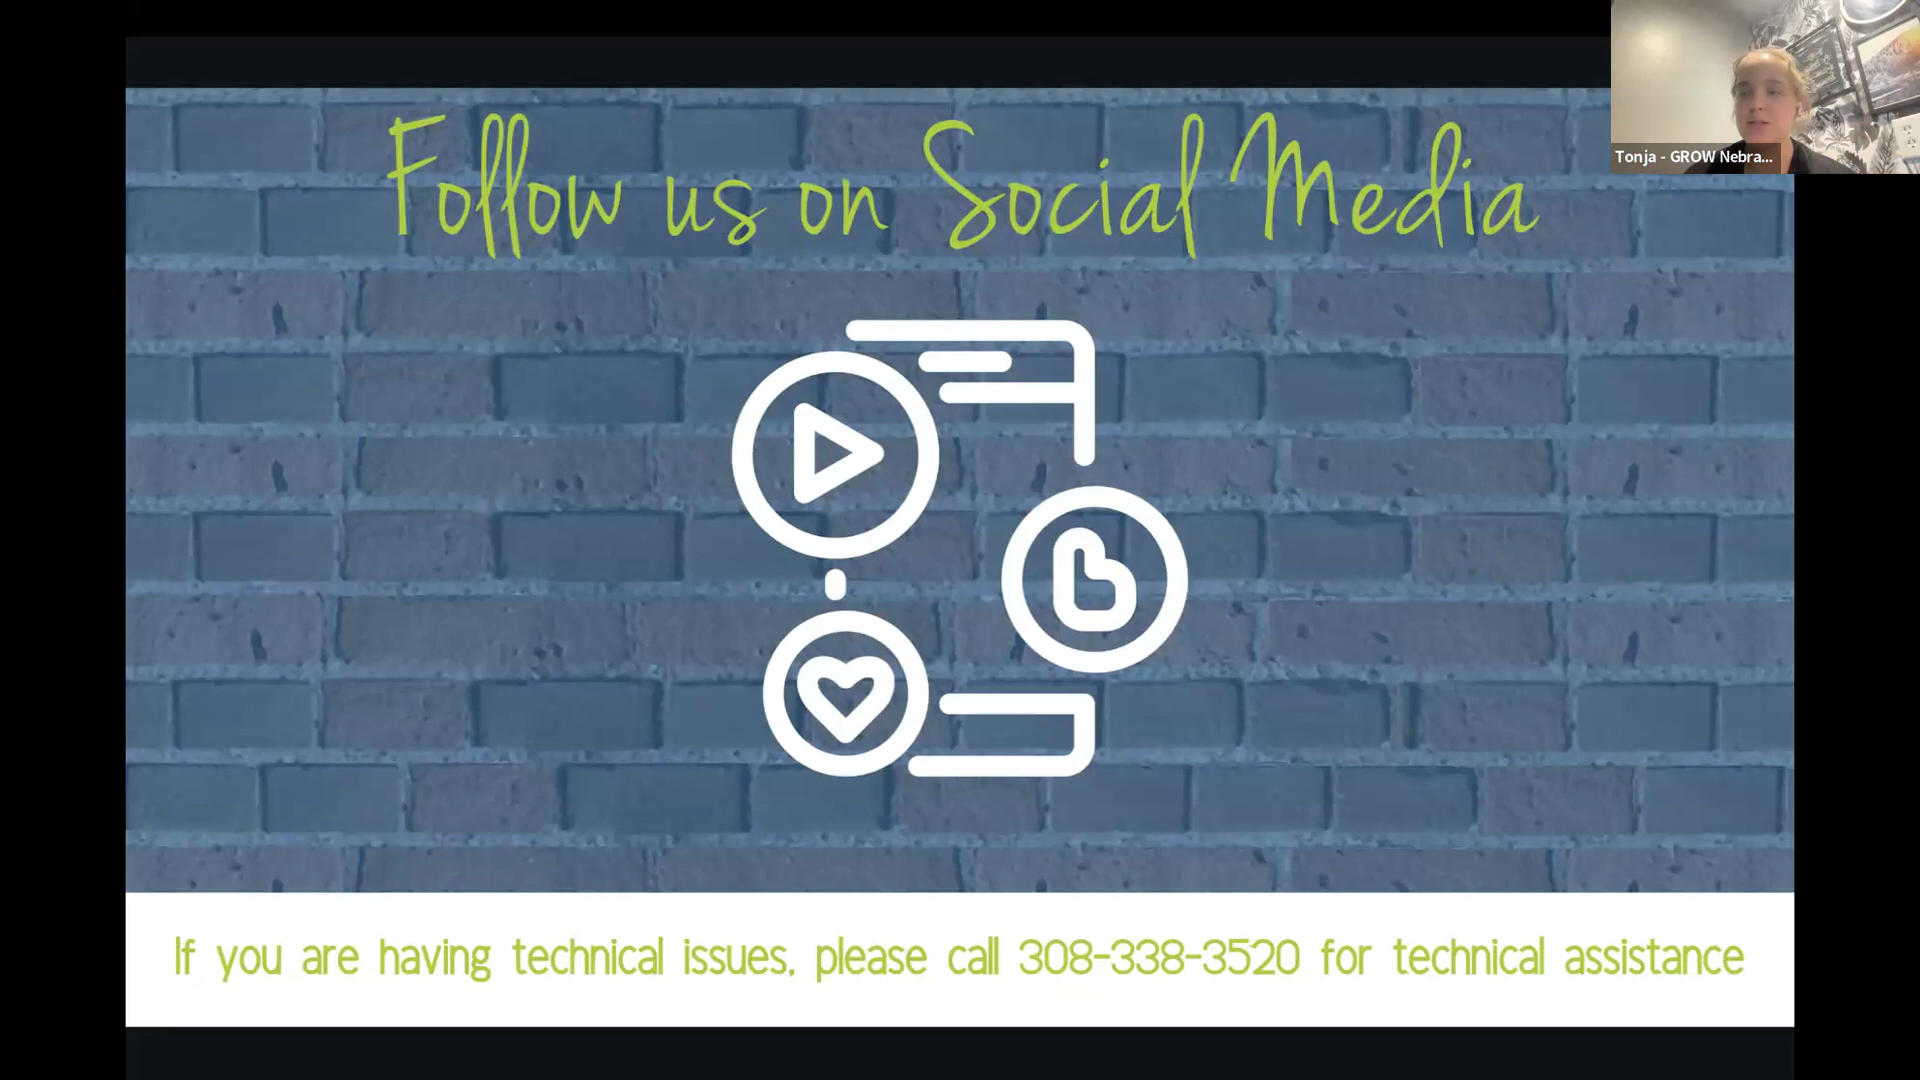 Follow us on Social Media
Tonja - GROW Nebra...
If you are having technical issues, please call 308-338-3520 for technical assistance